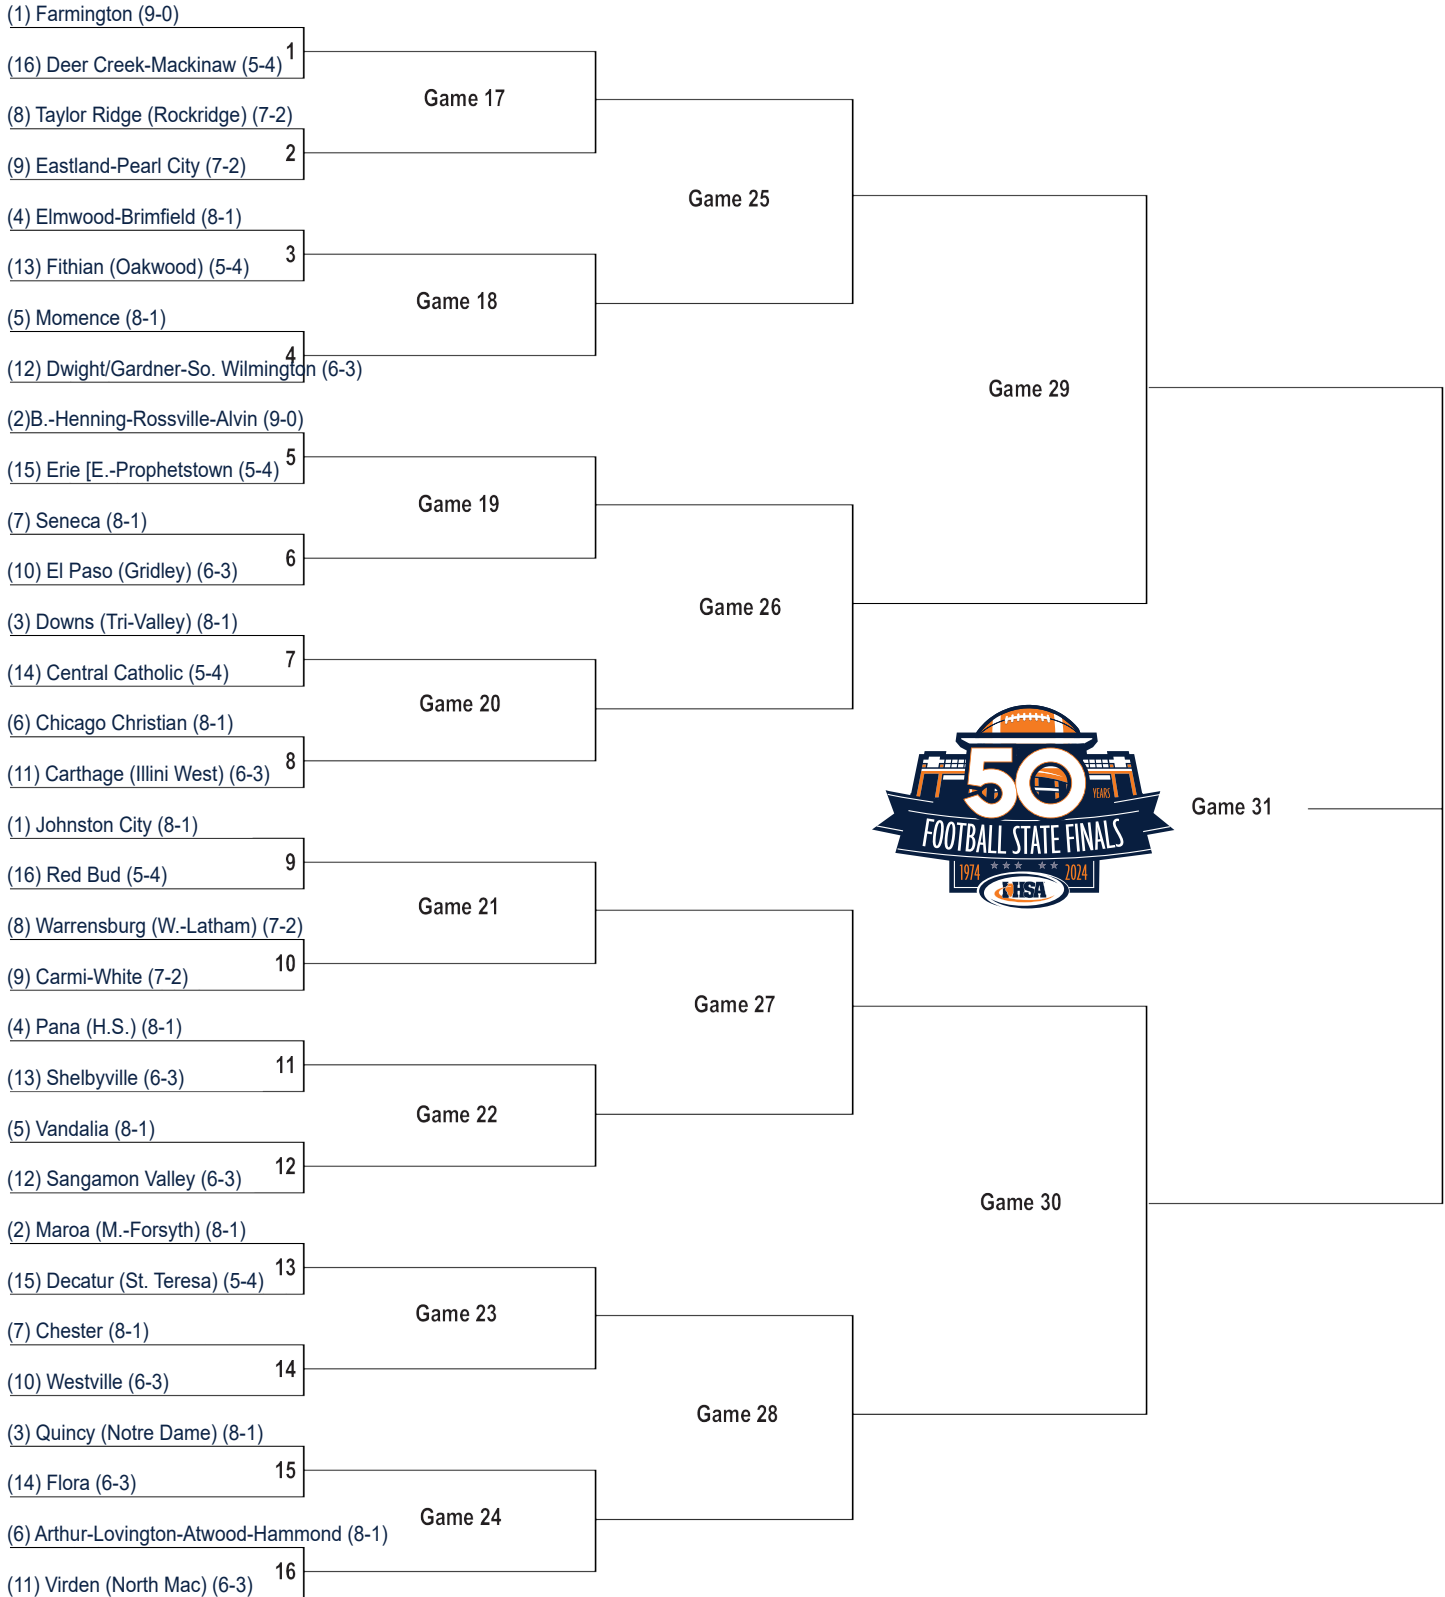 (1) Farmington (9-0)
1
(16) Deer Creek-Mackinaw (5-4)
Game 17
(8) Taylor Ridge (Rockridge) (7-2)
2
(9) Eastland-Pearl City (7-2)
Game 25
(4) Elmwood-Brimfield (8-1)
3
(13) Fithian (Oakwood) (5-4)
Game 18
(5) Momence (8-1)
4
(12) Dwight/Gardner-So. Wilmington (6-3)
Game 29
(2)B.-Henning-Rossville-Alvin (9-0)
5
(15) Erie [E.-Prophetstown (5-4)
Game 19
(7) Seneca (8-1)
6
(10) El Paso (Gridley) (6-3)
Game 26
(3) Downs (Tri-Valley) (8-1)
7
(14) Central Catholic (5-4)
Game 20
(6) Chicago Christian (8-1)
8
(11) Carthage (Illini West) (6-3)
50
YEARS
FOOTBALL STATE FINALS
1974 2024
IHSA
Game 31
(1) Johnston City (8-1)
9
(16) Red Bud (5-4)
Game 21
(8) Warrensburg (W.-Latham) (7-2)
10
(9) Carmi-White (7-2)
Game 27
(4) Pana (H.S.) (8-1)
11
(13) Shelbyville (6-3)
Game 22
(5) Vandalia (8-1)
12
(12) Sangamon Valley (6-3)
Game 30
(2) Maroa (M.-Forsyth) (8-1)
13
(15) Decatur (St. Teresa) (5-4)
Game 23
(7) Chester (8-1)
14
(10) Westville (6-3)
Game 28
(3) Quincy (Notre Dame) (8-1)
15
(14) Flora (6-3)
Game 24
(6) Arthur-Lovington-Atwood-Hammond (8-1)
16
(11) Virden (North Mac) (6-3)